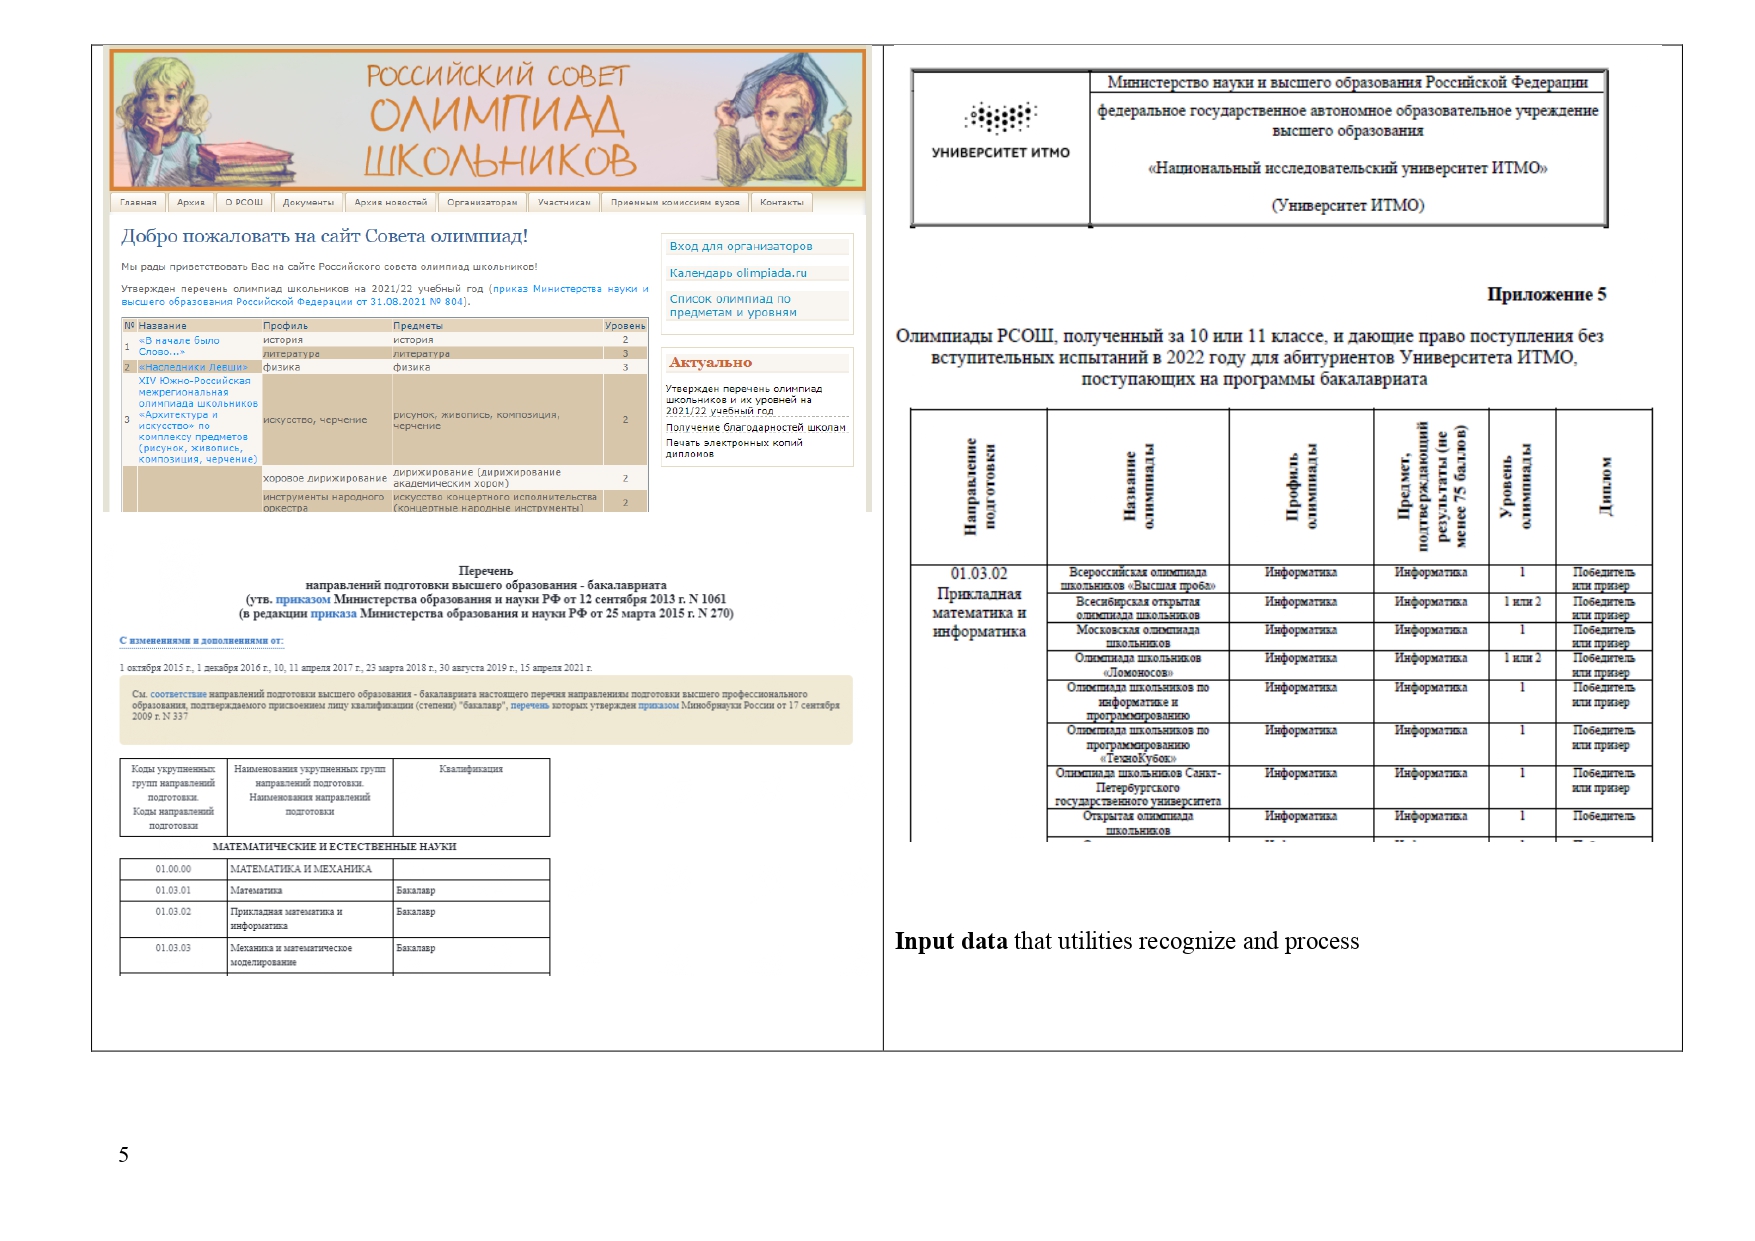 РОССИЙСКИЙ СОВЕТ
ОЛИМПИАД
ШКОЛЬНИКОВ
Главная Архив О РСОШ Документы Архив новостей Организаторам Участникам Приемным комиссиям вузов Контакты
Добро пожаловать на сайт Совета олимпиад!
Мы рады приветствовать Вас на сайте Российского совета олимпиад школьников!
Утвержден перечень олимпиад школьников на 2021/22 учебный год (приказ Министерства науки и
высшего образования Российской Федерации от 31.08.2021 № 804).
№ Название Профиль Предметы Уровень
1 «В начале было Слово...» история история 2
литература литература 3
2 «Наследники Левши» физика физика 3
3 XIV Южно-Российская
межрегиональная
олимпиада школьников
«Архитектура и
искусство» по
комплексу предметов
(рисунок, живопись,
композиция, черчение)
искусство, черчение
рисунок, живопись, композиция,
черчение
2
хоровое дирижирование
дирижирование (дирижирование
академическим хором)
2
инструменты народного
оркестра
искусство концертного исполнительства
(концертные народные инструменты)
2
Вход для организаторов
Календарь olimpiada.ru
Список олимпиад по
предметам и уровням
Актуально
Утвержден перечень олимпиад
школьников и их уровней на
2021/22 учебный год
Получение благодарностей школам
Печать электронных копий
дипломов
Перечень
направлений подготовки высшего образования - бакалавриата
(утв. приказом Министерства образования и науки РФ от 12 сентября 2013 г. N 1061
(в редакции приказа Министерства образования и науки РФ от 25 марта 2015 г. N 270)
С изменениями и дополнениями от:
1 октября 2015 г., 1 декабря 2016 г., 10, 11 апреля 2017 г., 23 марта 2018 г., 30 августа 2019 г., 15 апреля 2021 г.
См. соответствие направлений подготовки высшего образования - бакалавриата настоящего перечня направлениям подготовки высшего профессионального
образования, подтверждаемого присвоением лицу квалификации (степени) "бакалавр", перечень которых утвержден приказом Минобрнауки России от 17 сентября
2009 г. N 337
Коды укрупненных
групп направлений
подготовки.
Коды направлений
подготовки
Наименования укрупненных групп
направлений подготовки.
Наименования направлений
подготовки
Квалификация
МАТЕМАТИЧЕСКИЕ И ЕСТЕСТВЕННЫЕ НАУКИ
01.00.00 МАТЕМАТИКА И МЕХАНИКА
01.03.01 Математика Бакалавр
01.03.02 Прикладная математика и
информатика
Бакалавр
01.03.03 Механика и математическое
моделирование
Бакалавр
УНИВЕРСИТЕТ ИТМО
Министерство науки и высшего образования Российской Федерации
федеральное государственное автономное образовательное учреждение
высшего образования
«Национальный исследовательский университет ИТМО»
(Университет ИТМО)
Приложение 5
Олимпиады РСОШ, полученный за 10 или 11 классе, и дающие право поступления без
вступительных испытаний в 2022 году для абитуриентов Университета ИТМО,
поступающих на программы бакалавриата
Направление
подготовки
Название
олимпиады
Профиль
олимпиады
Предмет,
подтверждающий
результаты (не
менее 75 баллов)
Уровень
олимпиады
Диплом
01.03.02
Прикладная
математика и
информатика
Всероссийская олимпиада
школьников «Высшая проба»
Информатика Информатика 1 Победитель
или призер
Всесибирская открытая
олимпиада школьников
Информатика Информатика 1 или 2 Победитель
или призер
Московская олимпиада
школьников
Информатика Информатика 1 Победитель
или призер
Олимпиада школьников
«Ломоносов»
Информатика Информатика 1 или 2 Победитель
или призер
Олимпиада школьников по
информатике и
программированию
Информатика Информатика 1 Победитель
или призер
Олимпиада школьников по
программированию
«ТехноКубок»
Информатика Информатика 1 Победитель
или призер
Олимпиада школьников Санкт-
Петербургского
государственного университета
Информатика Информатика 1 Победитель
или призер
Открытая олимпиада
школьников
Информатика Информатика 1 Победитель
Input data that utilities recognize and process
5